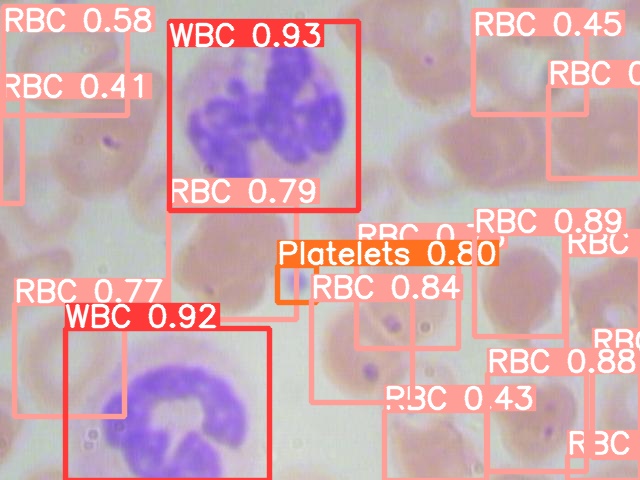 RBC 0.58
WBC 0.93
RBC 0.45
RBC 0.41
RBC
RBC 0.79
RBC 0.89
RBC
RBC
Platelets 0.80
RBC 0.77
RBC 0.84
WBC 0.92
RBC 0.88
RBC 0.43
RBC